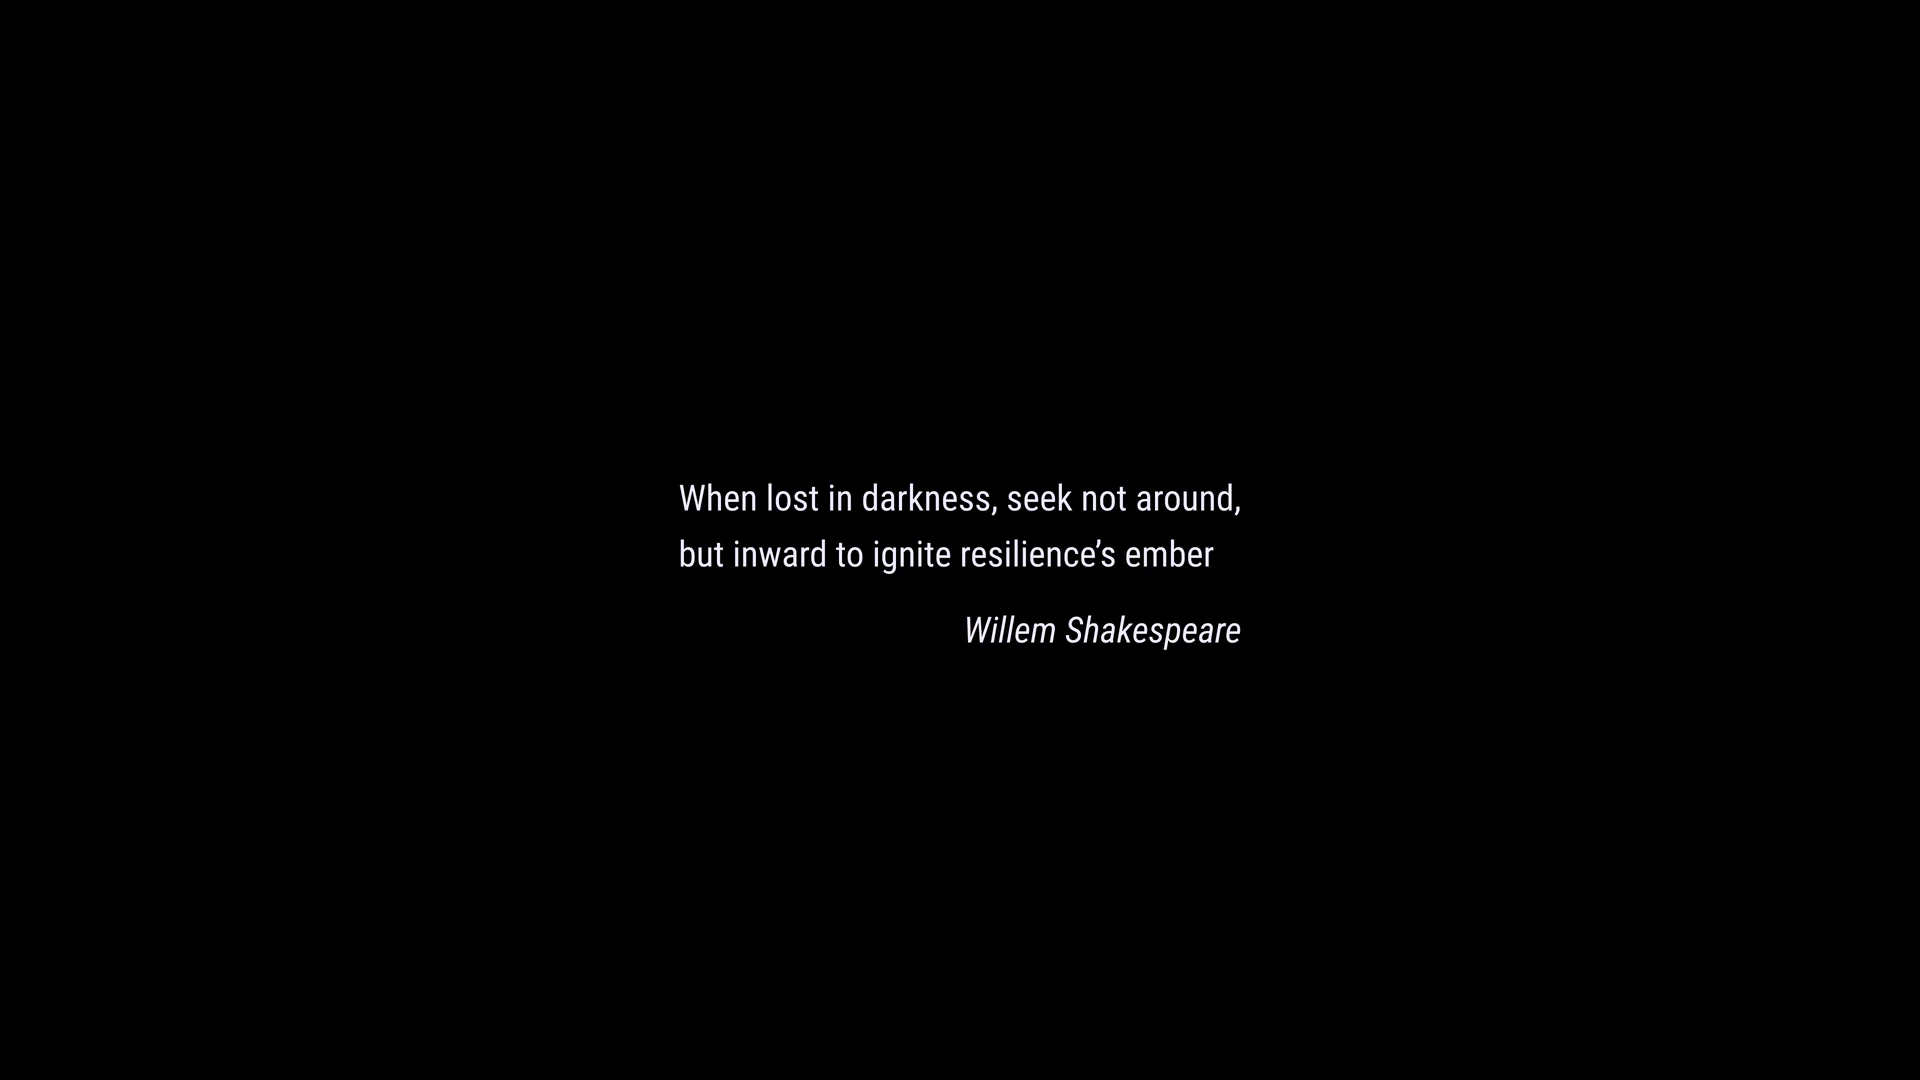 When lost in darkness, seek not around,
but inward to ignite resilience’s ember
Willem Shakespeare